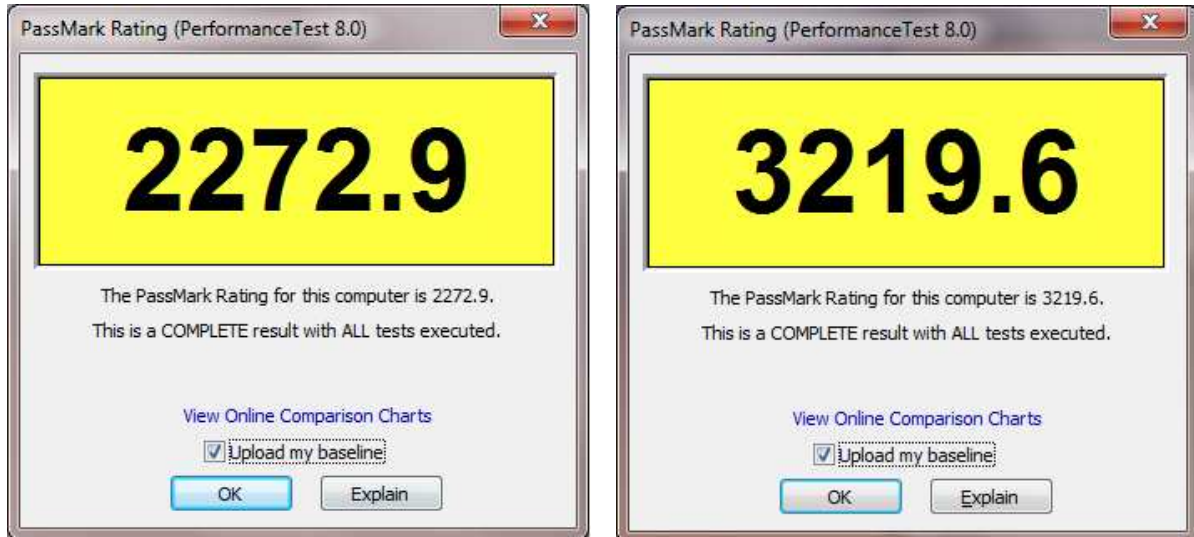 PassMark Rating (PerformanceTest 8.0)
2272.9
The PassMark Rating for this computer is 2272.9.
This is a COMPLETE result with ALL tests executed.
View Online Comparison Charts
Upload my baseline
OK Explain
PassMark Rating (PerformanceTest 8.0)
3219.6
The PassMark Rating for this computer is 3219.6.
This is a COMPLETE result with ALL tests executed.
View Online Comparison Charts
Upload my baseline
OK Explain